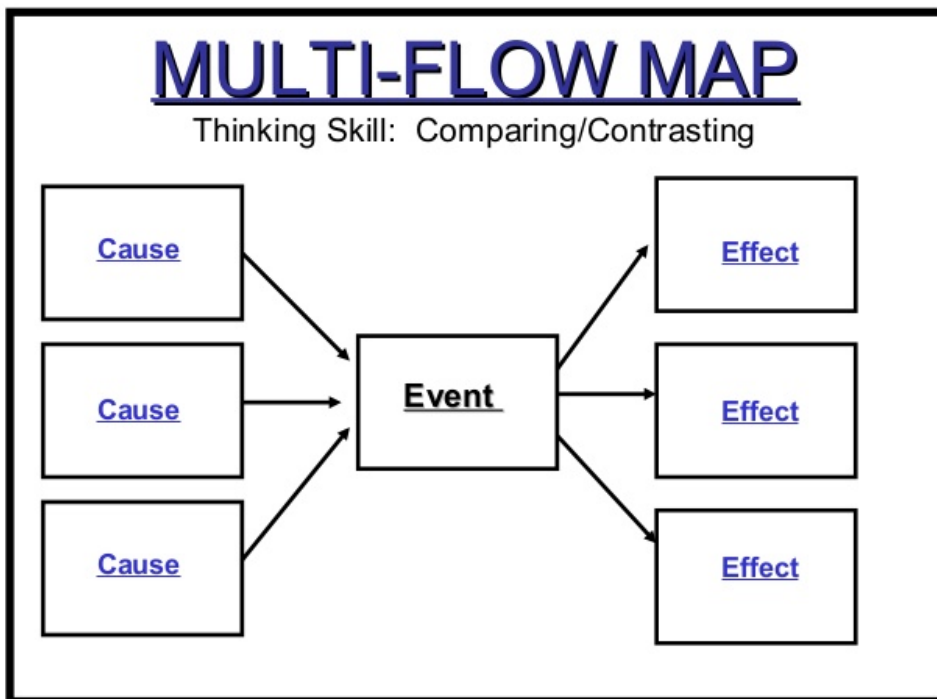 MULTI-FLOW MAP
Thinking Skill: Comparing/Contrasting
Cause
Cause
Cause
Event
Effect
Effect
Effect